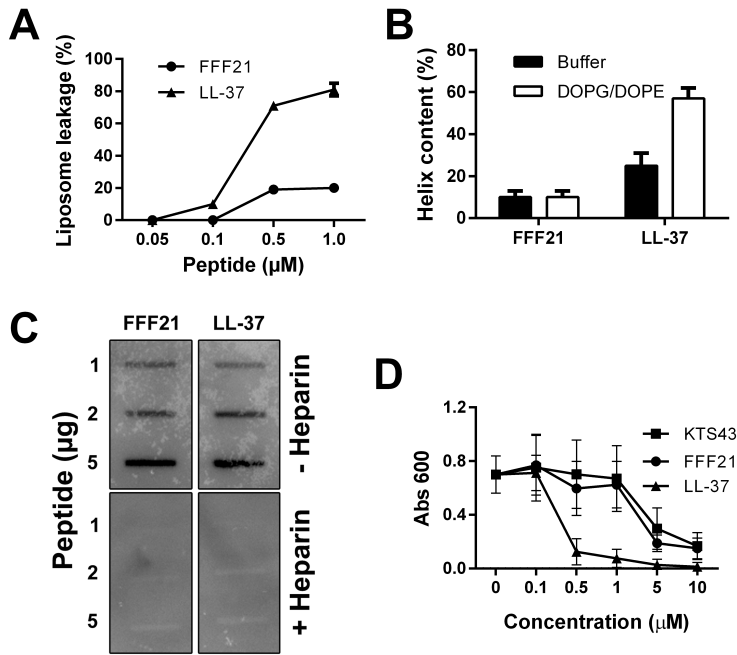 A
Liposome leakage (%)
100
80
60
40
20
0
FFF21
LL-37
0.05 0.1 0.5 1.0
Peptide (µM)
B
Helix content (%)
80
60
40
20
0
Buffer
DOPG/DOPE
FFF21 LL-37
C
FFF21 LL-37
Peptide (µg)
1
2
5
- Heparin
1
2
5
+ Heparin
D
Abs 600
1.2
0.8
0.4
0.0
KTS43
FFF21
LL-37
0 0.1 0.5 1 5 10
Concentration (µM)